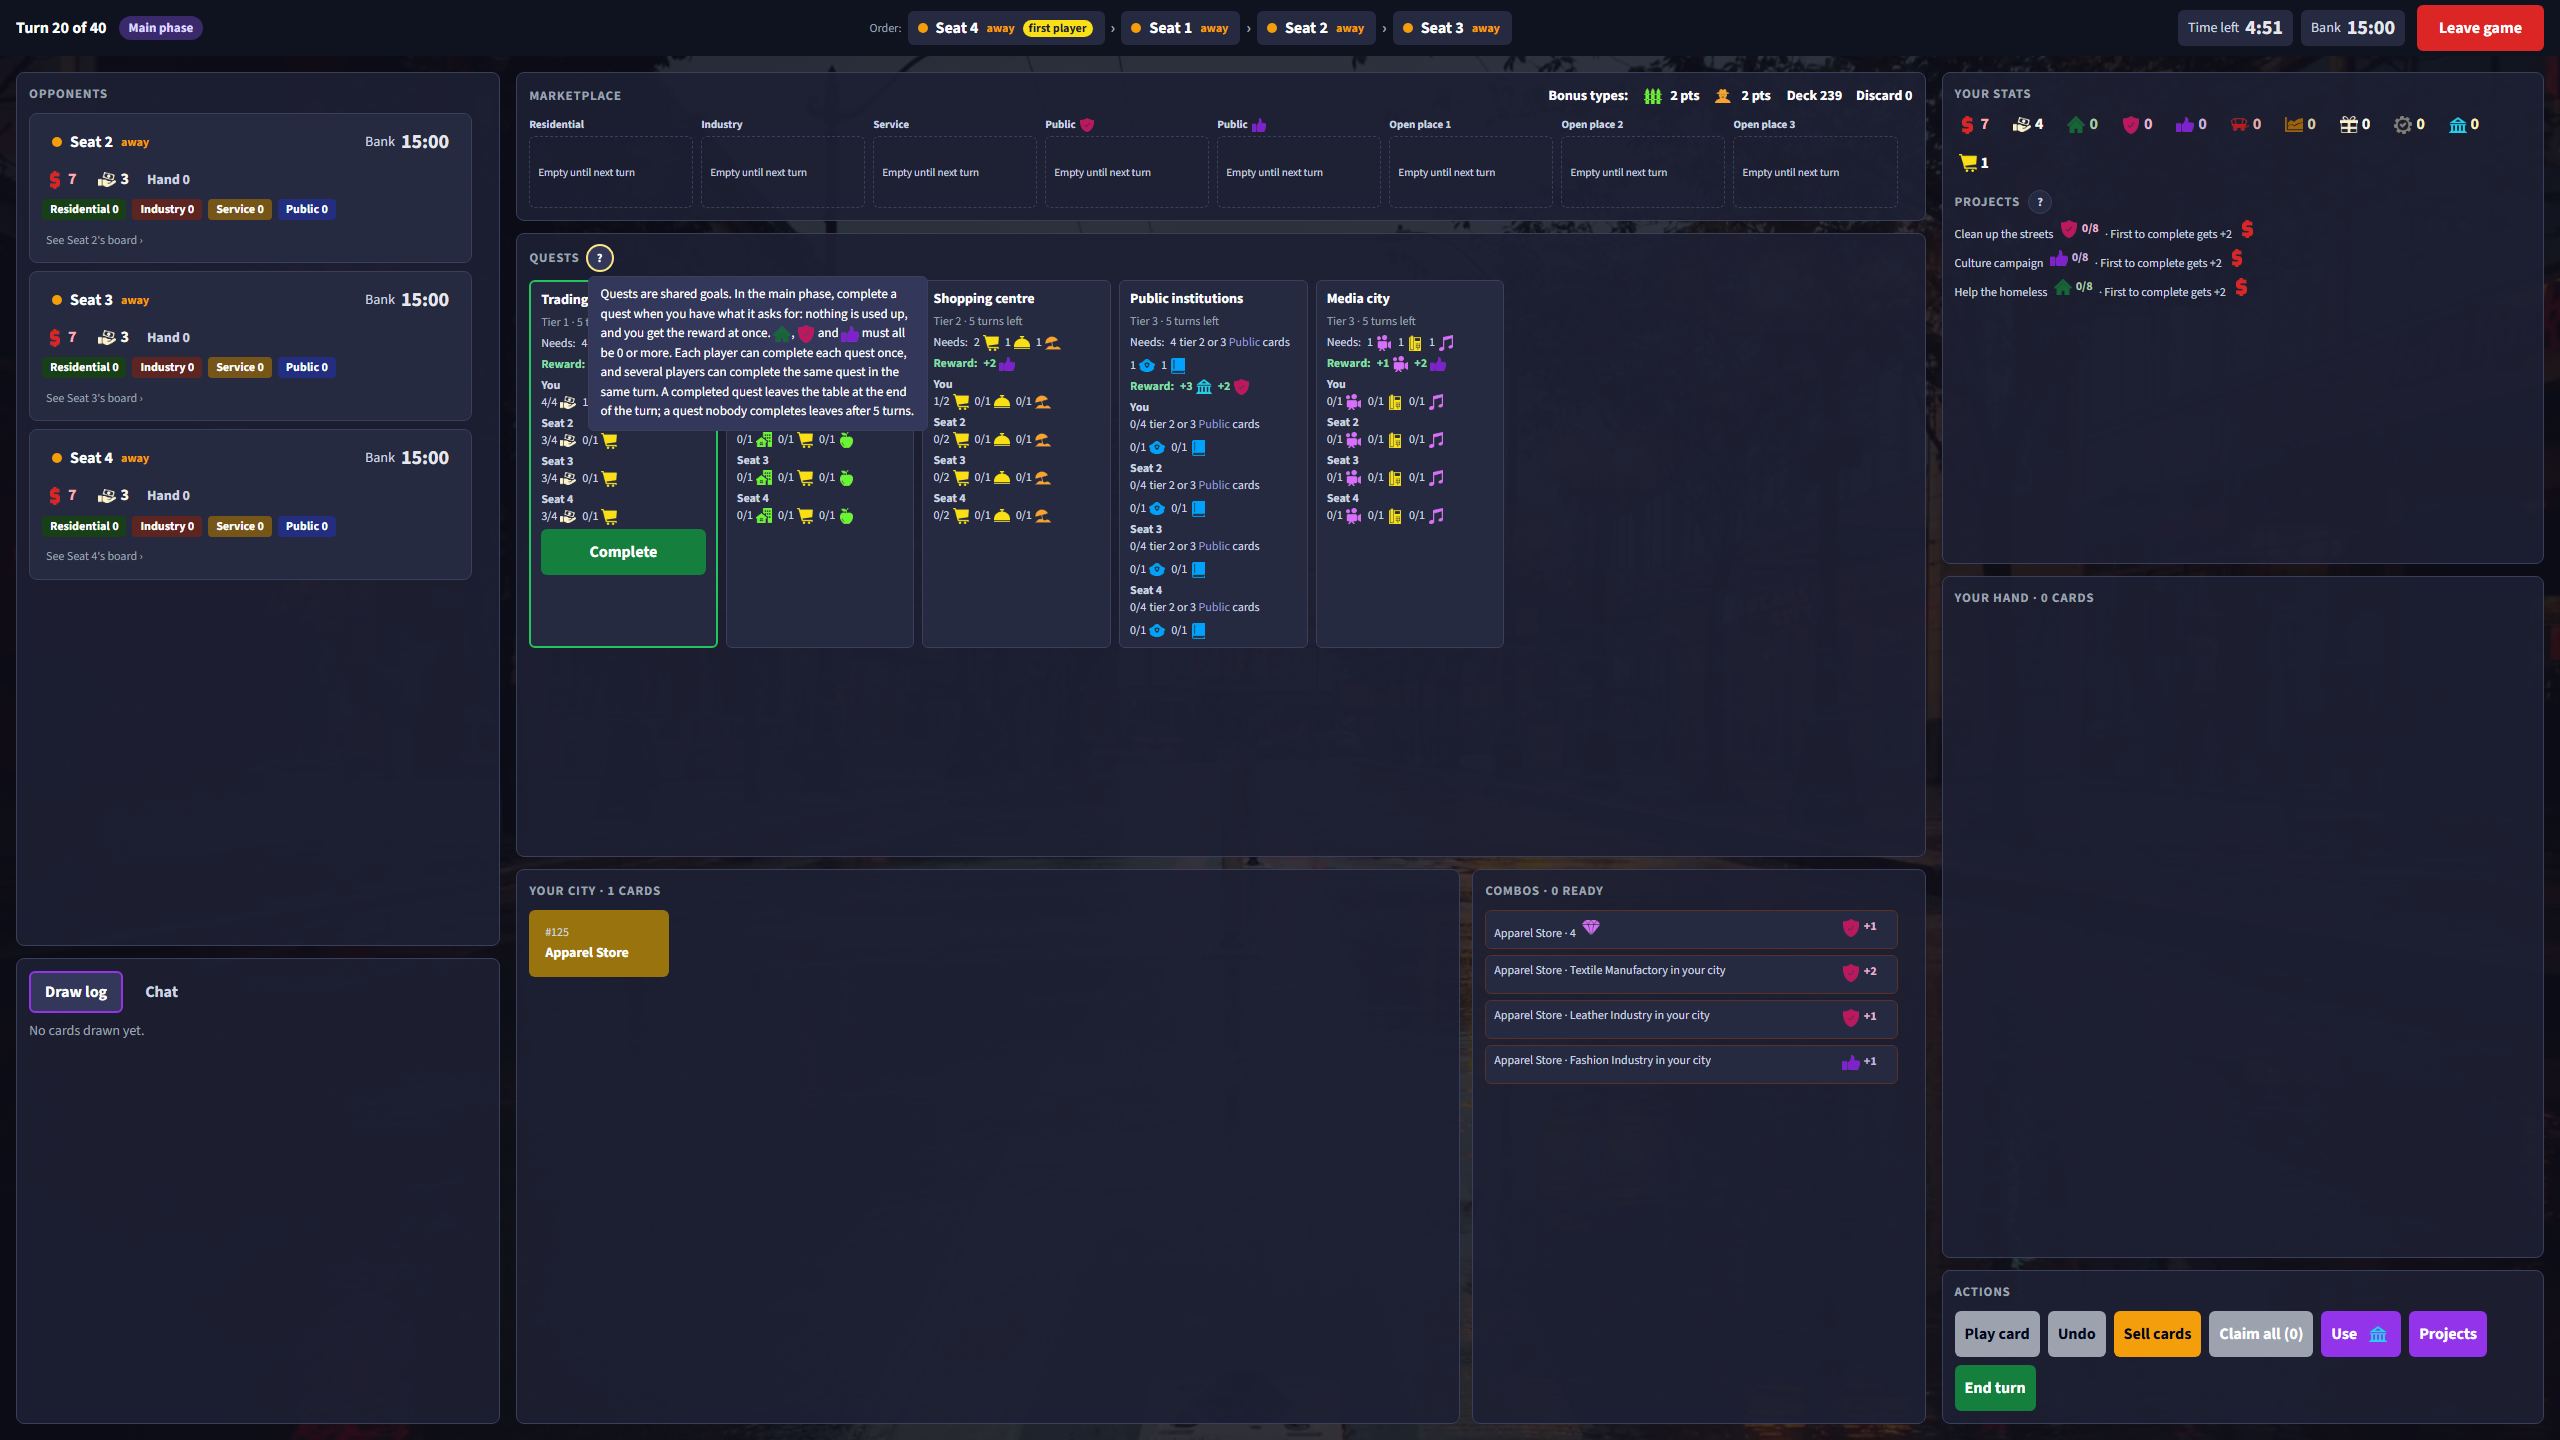 Turn 20 of 40 Main phase
Order: Seat 4 away first player › Seat 1 away › Seat 2 away › Seat 3 away
Time left 4:51 Bank 15:00 Leave game
OPPONENTS
Seat 2 away Bank 15:00
7 3 Hand 0
Residential 0 Industry 0 Service 0 Public 0
See Seat 2's board ›
Seat 3 away Bank 15:00
7 3 Hand 0
Residential 0 Industry 0 Service 0 Public 0
See Seat 3's board ›
Seat 4 away Bank 15:00
7 3 Hand 0
Residential 0 Industry 0 Service 0 Public 0
See Seat 4's board ›
Draw log Chat
No cards drawn yet.
MARKETPLACE
Bonus types: 2 pts 2 pts Deck 239 Discard 0
Residential Industry Service Public Public Open place 1 Open place 2 Open place 3
Empty until next turn Empty until next turn Empty until next turn Empty until next turn Empty until next turn Empty until next turn Empty until next turn Empty until next turn
QUESTS ?
Quests are shared goals. In the main phase, complete a
quest when you have what it asks for: nothing is used up,
and you get the reward at once. , and must all
be 0 or more. Each player can complete each quest once,
and several players can complete the same quest in the
same turn. A completed quest leaves the table at the end
of the turn; a quest nobody completes leaves after 5 turns.
Trading
Tier 1 · 5 t
Needs: 4
Reward:
You
4/4 1
Seat 2
3/4 0/1
Seat 3
3/4 0/1
Seat 4
3/4 0/1
Complete
0/1 0/1 0/1
Seat 3
0/1 0/1 0/1
Seat 4
0/1 0/1 0/1
Shopping centre
Tier 2 · 5 turns left
Needs: 2 1 1
Reward: +2
You
1/2 0/1 0/1
Seat 2
0/2 0/1 0/1
Seat 3
0/2 0/1 0/1
Seat 4
0/2 0/1 0/1
Public institutions
Tier 3 · 5 turns left
Needs: 4 tier 2 or 3 Public cards
1 1
Reward: +3 +2
You
0/4 tier 2 or 3 Public cards
0/1 0/1
Seat 2
0/4 tier 2 or 3 Public cards
0/1 0/1
Seat 3
0/4 tier 2 or 3 Public cards
0/1 0/1
Seat 4
0/4 tier 2 or 3 Public cards
0/1 0/1
Media city
Tier 3 · 5 turns left
Needs: 1 1 1
Reward: +1 +2
You
0/1 0/1 0/1
Seat 2
0/1 0/1 0/1
Seat 3
0/1 0/1 0/1
Seat 4
0/1 0/1 0/1
YOUR CITY · 1 CARDS
#125
Apparel Store
COMBOS · 0 READY
Apparel Store · 4 +1
Apparel Store · Textile Manufactory in your city +2
Apparel Store · Leather Industry in your city +1
Apparel Store · Fashion Industry in your city +1
YOUR STATS
7 4 0 0 0 0 0 0 0 0
1
PROJECTS ?
Clean up the streets 0/8 · First to complete gets +2
Culture campaign 0/8 · First to complete gets +2
Help the homeless 0/8 · First to complete gets +2
YOUR HAND · 0 CARDS
ACTIONS
Play card Undo Sell cards Claim all (0) Use Projects
End turn